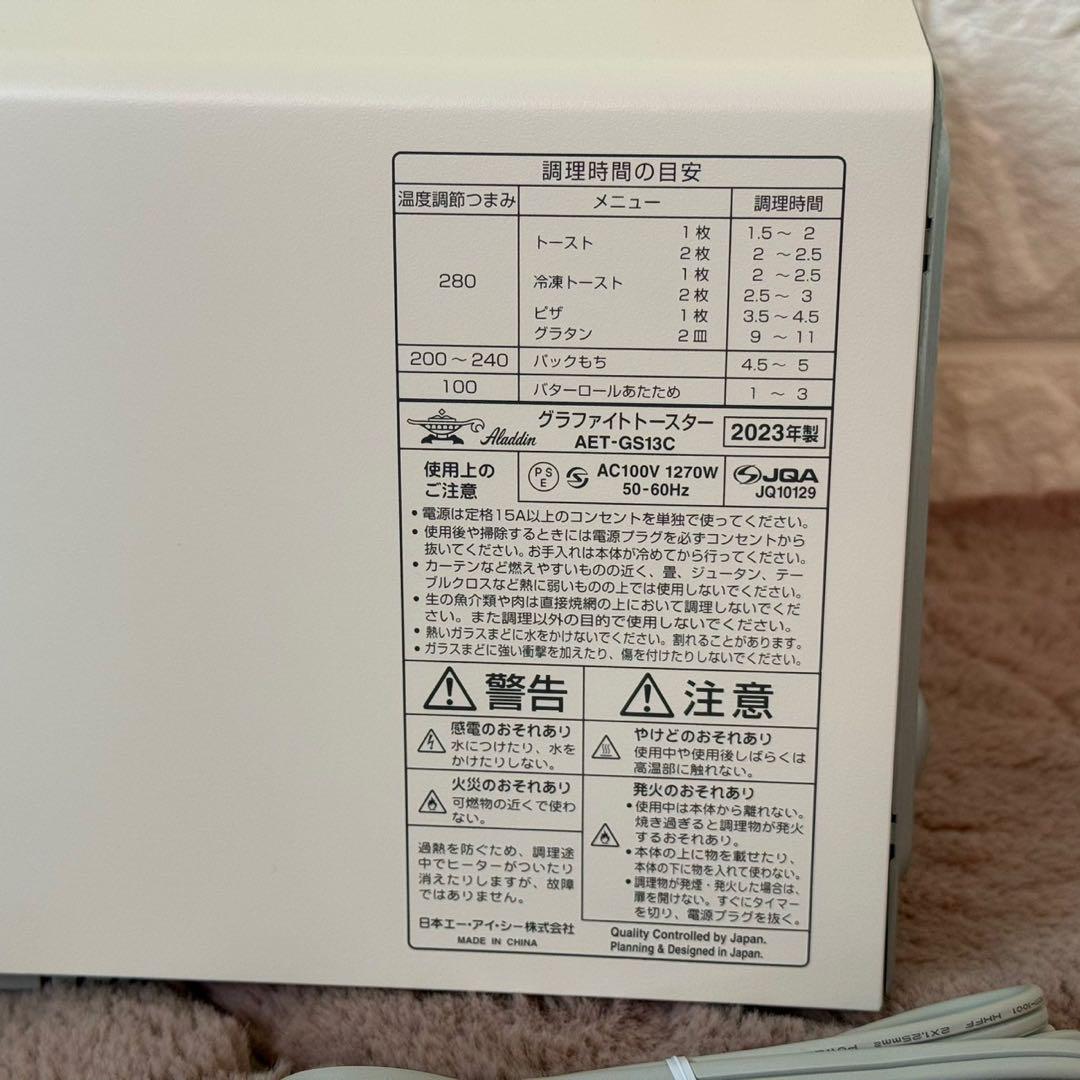 調理時間の目安
温度調節つまみ メニュー 調理時間
280 トースト 1枚 1.5～ 2
2枚 2 ～2.5
冷凍トースト 1枚 2 ～2.5
2枚 2.5～ 3
ピザ 1枚 3.5～4.5
グラタン 2皿 9 ～ 11
200～240 パックもち 4.5～ 5
100 バターロールあたため 1 ～ 3
Aladdin グラファイトトースター
AET-GS13C
2023年製
使用上の
ご注意
PSE AC100V 1270W
50-60Hz
JQA
JQ10129
•電源は定格15A以上のコンセントを単独で使ってください。
•使用後や掃除するときには電源プラグを必ずコンセントから
抜いてください。お手入れは本体が冷めてから行ってください。
•カーテンなど燃えやすいものの近く、畳、ジュータン、テー
ブルクロスなど熱に弱いものの上では使用しないでください。
•生の魚介類や肉は直接焼網の上において調理しないでくだ
さい。また調理以外の目的で使用しないでください。
•熱いガラスまどに水をかけないでください。割れることがあります。
•ガラスまどに強い衝撃を加えたり、傷を付けたりしないでください。
警告
感電のおそれあり
水につけたり、水を
かけたりしない。
火災のおそれあり
可燃物の近くで使わ
ない。
過熱を防ぐため、調理途
中でヒーターがついたり
消えたりしますが、故障
ではありません。
日本エー・アイ・シー株式会社
MADE IN CHINA
注意
やけどのおそれあり
使用中や使用後しばらくは
高温部に触れない。
発火のおそれあり
•使用中は本体から離れない。
焼き過ぎると調理物が発火
するおそれあり。
•本体の上に物を載せたり、
本体の下に物を入れて使わない。
•調理物が発煙・発火した場合は、
扉を開けない。すぐにタイマー
を切り、電源プラグを抜く。
Quality Controlled by Japan.
Planning & Designed in Japan.
HHFF 2X1.25mm2